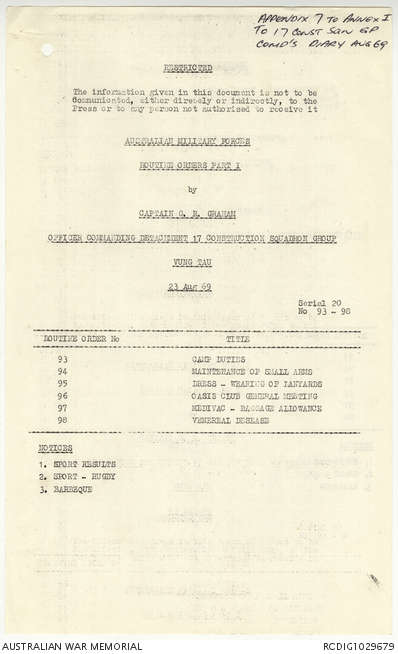 APPENDIX 7 TO ANNEX I
TO 17 CONST SQN GP
COMD'S DIARY AUG 69
RESTRICTED
The information given in this document is not to be
Communicated, either directly or indirectly, to the
Press or to any person not authorised to receive it
AUSTRALIAN MILITARY FORCES
ROUTINE ORDERS PART I
by
CAPTAIN G. R. GRAHAM
OFFICER COMMANDING DETACHMENT 17 CONSTRUCTION SQUADRON GROUP
VUNG TAU
23 Aug 69
Serial 20
No 93 - 98
ROUTINE ORDER No TITLE
93 CAMP DUTIES
94 MAINTENANCE OF SMALL ARMS
95 DRESS - WEARING OF LANYARDS
96 OASIS CLUB GENERAL MEETING
97 MEDIVAC - BAGGAGE ALLOWANCE
98 VENEREAL DISEASE
NOTICES
1. SPORT RESULTS
2. SPORT - RUGBY
3. BARBEQUE
AUSTRALIAN WAR MEMORIAL
RCDIG1029679